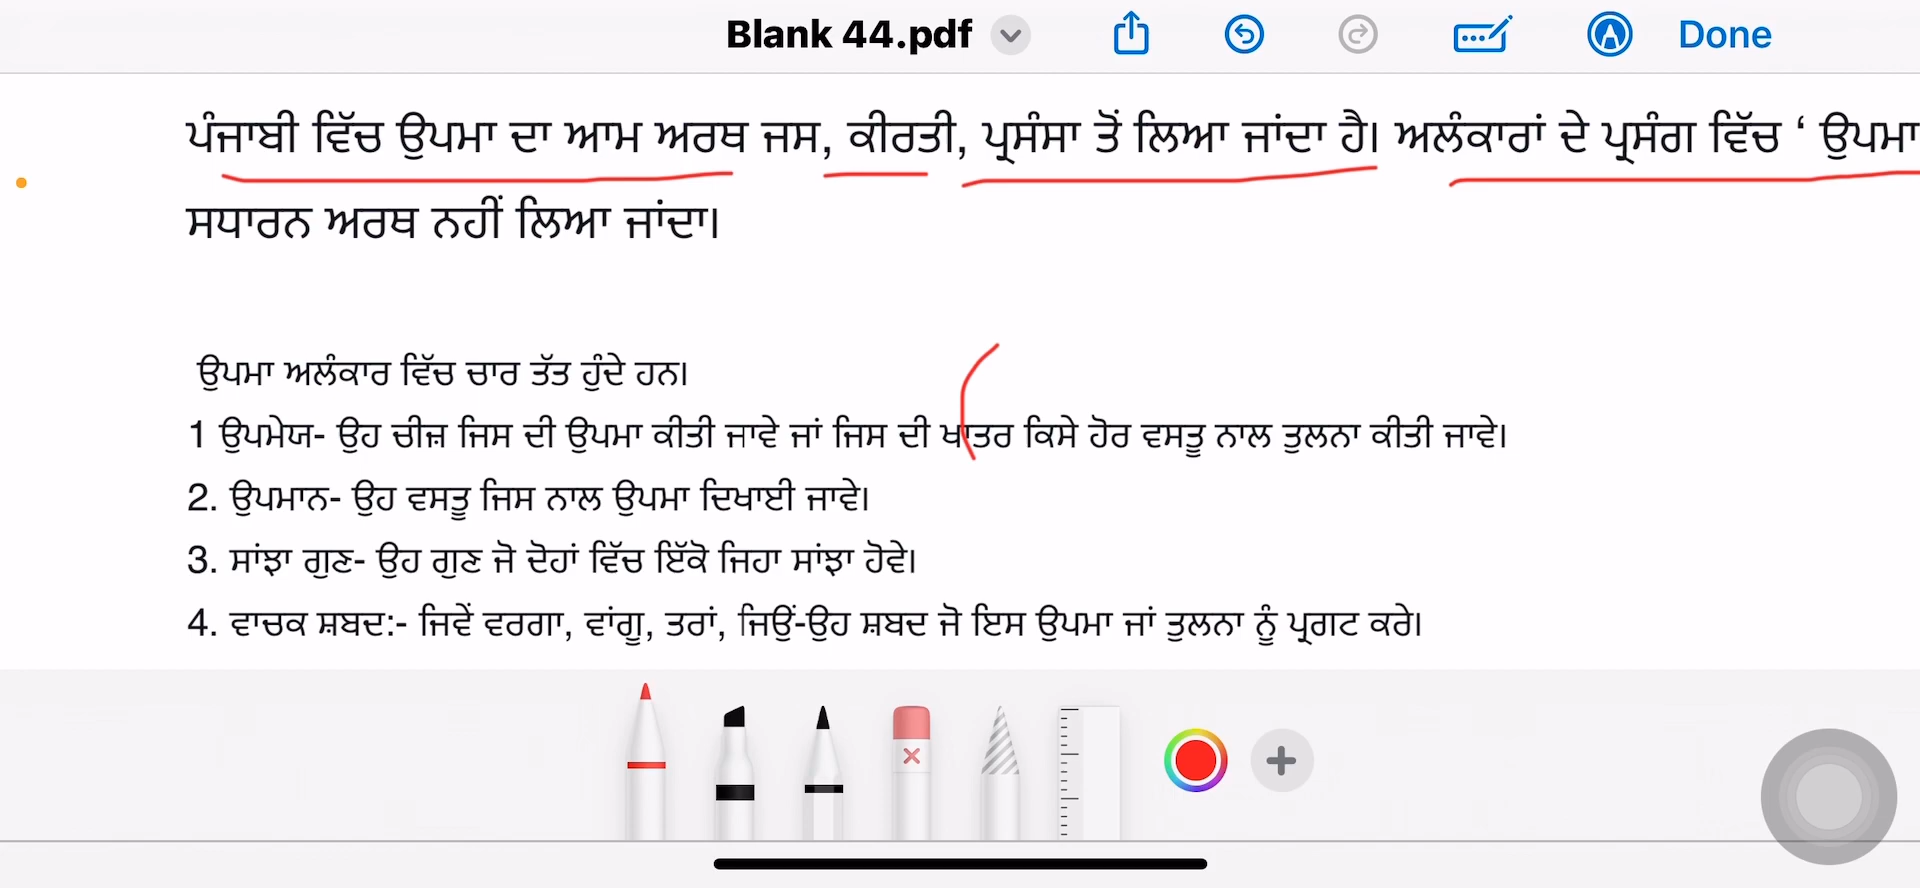 Blank 44.pdf
Done
ਪੰਜਾਬੀ ਵਿੱਚ ਉਪਮਾ ਦਾ ਆਮ ਅਰਥ ਜਸ, ਕੀਰਤੀ, ਪ੍ਰਸੰਸਾ ਤੋਂ ਲਿਆ ਜਾਂਦਾ ਹੈ। ਅਲੰਕਾਰਾਂ ਦੇ ਪ੍ਰਸੰਗ ਵਿੱਚ ‘ ਉਪਮਾ
ਸਧਾਰਨ ਅਰਥ ਨਹੀਂ ਲਿਆ ਜਾਂਦਾ।
ਉਪਮਾ ਅਲੰਕਾਰ ਵਿੱਚ ਚਾਰ ਤੱਤ ਹੁੰਦੇ ਹਨ।
1 ਉਪਮੇਯ- ਉਹ ਚੀਜ਼ ਜਿਸ ਦੀ ਉਪਮਾ ਕੀਤੀ ਜਾਵੇ ਜਾਂ ਜਿਸ ਦੀ ਖਾਤਰ ਕਿਸੇ ਹੋਰ ਵਸਤੂ ਨਾਲ ਤੁਲਨਾ ਕੀਤੀ ਜਾਵੇ।
2. ਉਪਮਾਨ- ਉਹ ਵਸਤੂ ਜਿਸ ਨਾਲ ਉਪਮਾ ਦਿਖਾਈ ਜਾਵੇ।
3. ਸਾਂਝਾ ਗੁਣ- ਉਹ ਗੁਣ ਜੋ ਦੋਹਾਂ ਵਿੱਚ ਇੱਕੋ ਜਿਹਾ ਸਾਂਝਾ ਹੋਵੇ।
4. ਵਾਚਕ ਸ਼ਬਦ:- ਜਿਵੇਂ ਵਰਗਾ, ਵਾਂਗੂ, ਤਰਾਂ, ਜਿਉਂ-ਉਹ ਸ਼ਬਦ ਜੋ ਇਸ ਉਪਮਾ ਜਾਂ ਤੁਲਨਾ ਨੂੰ ਪ੍ਰਗਟ ਕਰੇ।